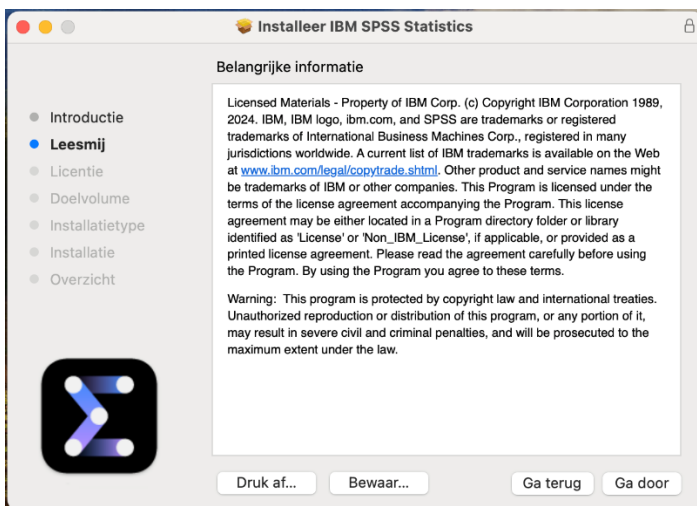 Installeer IBM SPSS Statistics
Belangrijke informatie
Introductie
Leesmij
Licentie
Doelvolume
Installatietype
Installatie
Overzicht
Licensed Materials - Property of IBM Corp. (c) Copyright IBM Corporation 1989,
2024. IBM, IBM logo, ibm.com, and SPSS are trademarks or registered
trademarks of International Business Machines Corp., registered in many
jurisdictions worldwide. A current list of IBM trademarks is available on the Web
at www.ibm.com/legal/copytrade.shtml. Other product and service names might
be trademarks of IBM or other companies. This Program is licensed under the
terms of the license agreement accompanying the Program. This license
agreement may be either located in a Program directory folder or library
identified as 'License' or 'Non_IBM_License', if applicable, or provided as a
printed license agreement. Please read the agreement carefully before using
the Program. By using the Program you agree to these terms.
Warning:  This program is protected by copyright law and international treaties.
Unauthorized reproduction or distribution of this program, or any portion of it,
may result in severe civil and criminal penalties, and will be prosecuted to the
maximum extent under the law.
Druk af...
Bewaar...
Ga terug
Ga door